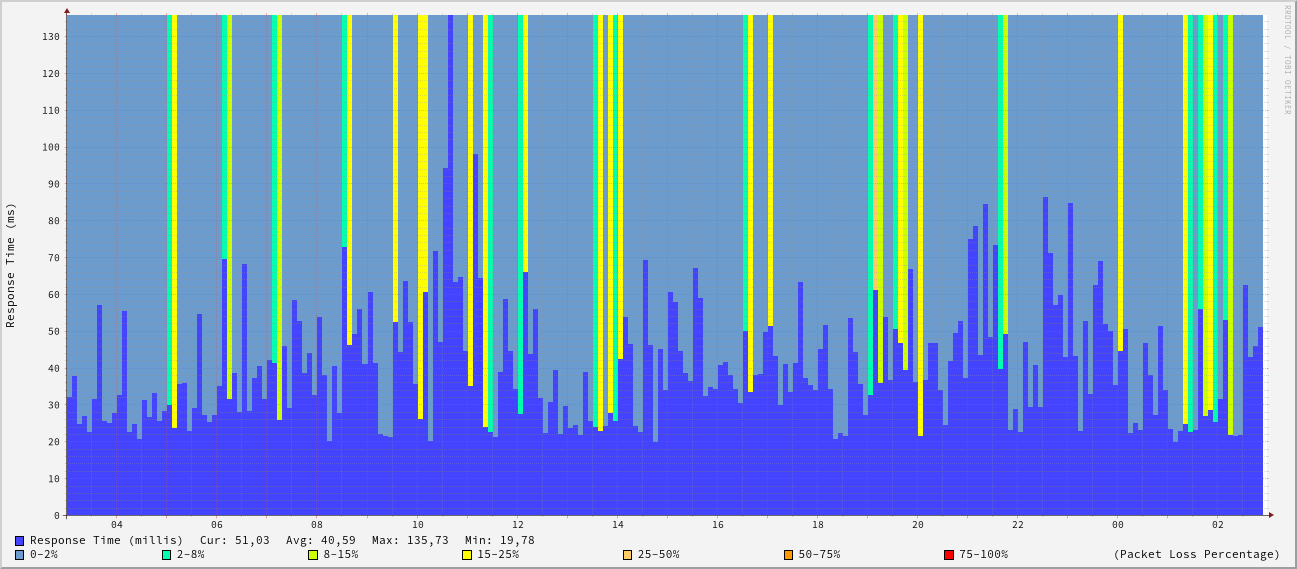 RRDTOOL / TOBI OETIKER
Response Time (ms)
130
120
110
100
90
80
70
60
50
40
30
20
10
0
04 06 08 10 12 14 16 18 20 22 00 02
Response Time (millis) Cur: 51,03 Avg: 40,59 Max: 135,73 Min: 19,78
0-2% 2-8% 8-15% 15-25% 25-50% 50-75% 75-100% (Packet Loss Percentage)